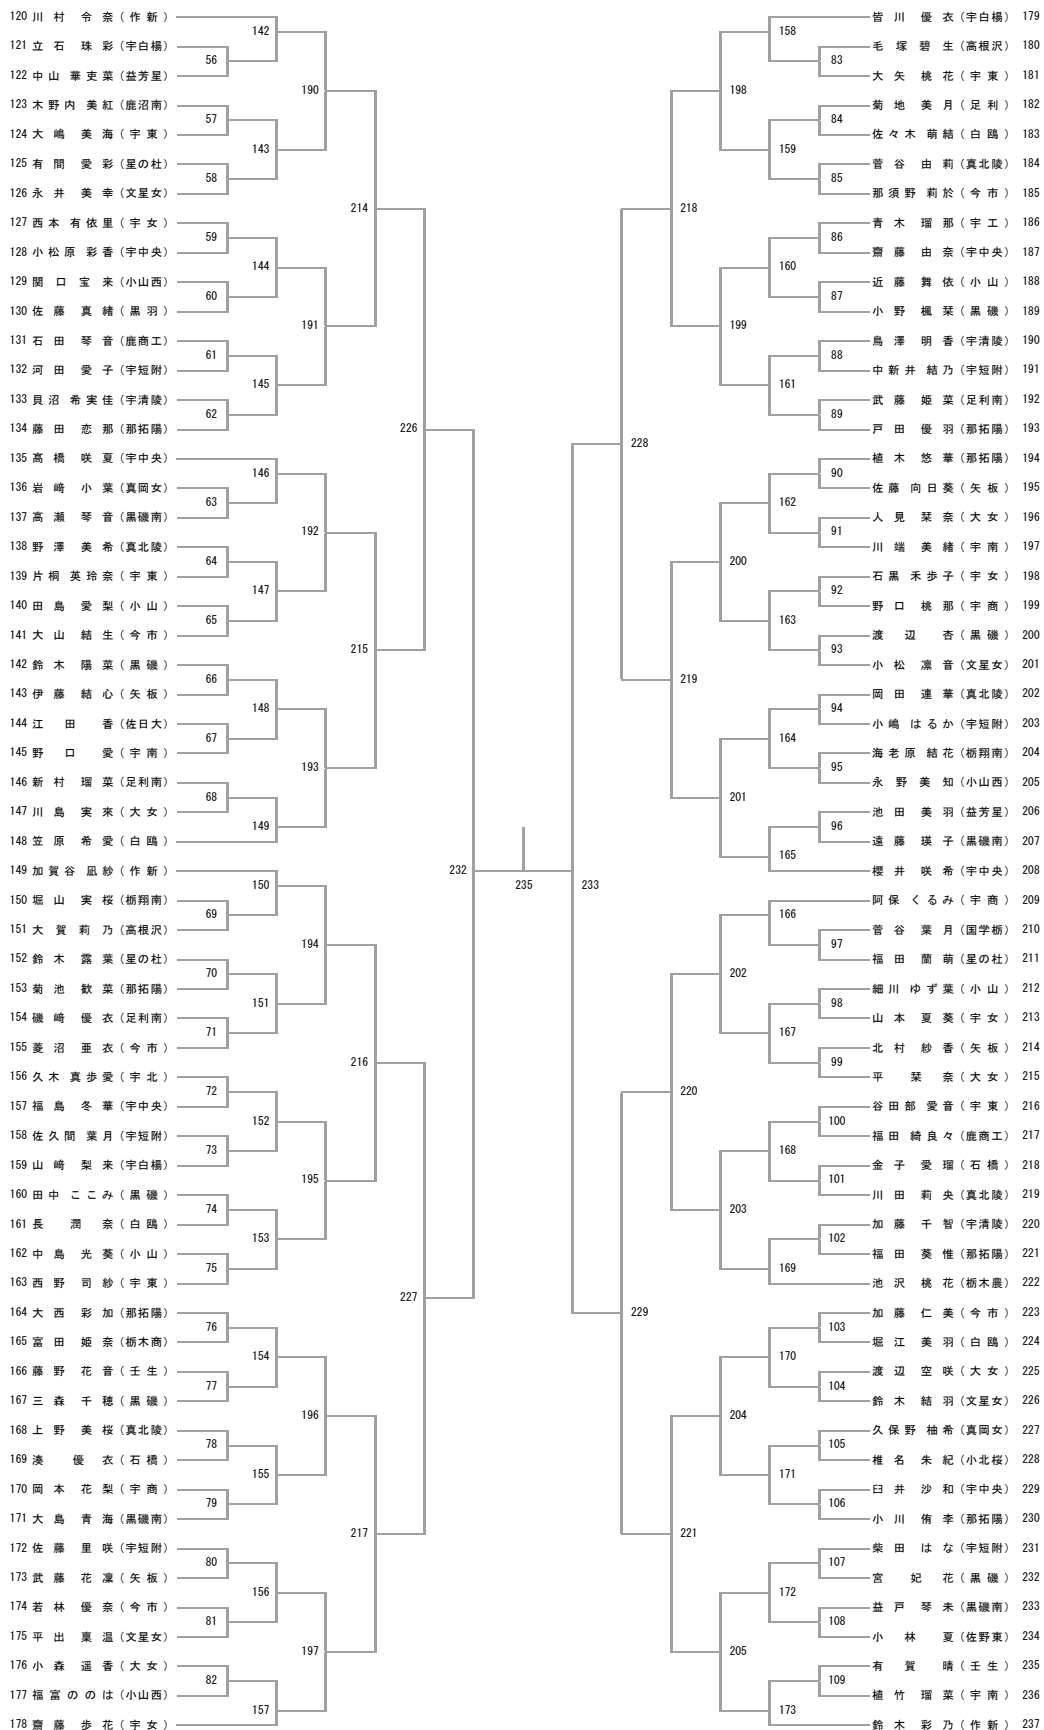 120 川村 令奈 (作新)
121 立石 珠彩 (宇白楊)
122 中山 華吏菜 (益芳星)
123 木野内 美紅 (鹿沼南)
124 大嶋 美海 (宇東)
125 有間 愛彩 (星の杜)
126 永井 美幸 (文星女)
127 西本 有依里 (宇女)
128 小松原 彩香 (宇中央)
129 関口 宝来 (小山西)
130 佐藤 真緒 (黒羽)
131 石田 琴音 (鹿商工)
132 河田 愛子 (宇短附)
133 貝沼 希実佳 (宇清陵)
134 藤田 恋那 (那拓陽)
135 髙橋 咲夏 (宇中央)
136 岩﨑 小葉 (真岡女)
137 高瀬 琴音 (黒磯南)
138 野澤 美希 (真北陵)
139 片桐 英玲奈 (宇東)
140 田島 愛梨 (小山)
141 大山 結生 (今市)
142 鈴木 陽菜 (黒磯)
143 伊藤 結心 (矢板)
144 江田 香 (佐日大)
145 野口 愛 (宇南)
146 新村 瑠菜 (足利南)
147 川島 実來 (大女)
148 笠原 希愛 (白鴎)
149 加賀谷 凪紗 (作新)
150 堀山 実桜 (栃翔南)
151 大賀 莉乃 (高根沢)
152 鈴木 露葉 (星の杜)
153 菊池 歓菜 (那拓陽)
154 磯﨑 優衣 (足利南)
155 菱沼 亜衣 (今市)
156 久木 真歩愛 (宇北)
157 福島 冬華 (宇中央)
158 佐久間 葉月 (宇短附)
159 山﨑 梨来 (宇白楊)
160 田中 ここみ (黒磯)
161 長 潤奈 (白鴎)
162 中島 光葵 (小山)
163 西野 司紗 (宇東)
164 大西 彩加 (那拓陽)
165 富田 姫奈 (栃木商)
166 藤野 花音 (壬生)
167 三森 千穂 (黒磯)
168 上野 美桜 (真北陵)
169 湊 優衣 (石橋)
170 岡本 花梨 (宇商)
171 大島 青海 (黒磯南)
172 佐藤 里咲 (宇短附)
173 武藤 花凜 (矢板)
174 若林 優奈 (今市)
175 平出 稟温 (文星女)
176 小森 遥香 (大女)
177 福富 ののは (小山西)
178 齋藤 歩花 (宇女)
56
57
58
59
60
61
62
63
64
65
66
67
68
69
70
71
72
73
74
75
76
77
78
79
80
81
82
142
143
144
145
146
147
148
149
150
151
152
153
154
155
156
157
190
191
192
193
194
195
196
197
214
215
216
217
226
227
232
235
233
228
229
218
219
220
221
198
199
200
201
202
203
204
205
158
159
160
161
162
163
164
165
166
167
168
169
170
171
172
173
83
84
85
86
87
88
89
90
91
92
93
94
95
96
97
98
99
100
101
102
103
104
105
106
107
108
109
皆川 優衣 (宇白楊) 179
毛塚 碧生 (高根沢) 180
大矢 桃花 (宇東) 181
菊地 美月 (足利) 182
佐々木 萌結 (白鴎) 183
菅谷 由莉 (真北陵) 184
那須野 莉於 (今市) 185
青木 瑠那 (宇工) 186
齋藤 由奈 (宇中央) 187
近藤 舞依 (小山) 188
小野 楓栞 (黒磯) 189
鳥澤 明香 (宇清陵) 190
中新井 結乃 (宇短附) 191
武藤 姫菜 (足利南) 192
戸田 優羽 (那拓陽) 193
植木 悠華 (那拓陽) 194
佐藤 向日葵 (矢板) 195
人見 栞奈 (大女) 196
川端 美緒 (宇南) 197
石黒 禾歩子 (宇女) 198
野口 桃那 (宇商) 199
渡辺 杏 (黒磯) 200
小松 凛音 (文星女) 201
岡田 連華 (真北陵) 202
小嶋 はるか (宇短附) 203
海老原 結花 (栃翔南) 204
永野 美知 (小山西) 205
池田 美羽 (益芳星) 206
遠藤 瑛子 (黒磯南) 207
櫻井 咲希 (宇中央) 208
阿保 くるみ (宇商) 209
菅谷 葉月 (国学栃) 210
福田 蘭萌 (星の杜) 211
細川 ゆず葉 (小山) 212
山本 夏葵 (宇女) 213
北村 紗香 (矢板) 214
平 栞奈 (大女) 215
谷田部 愛音 (宇東) 216
福田 綺良々 (鹿商工) 217
金子 愛瑠 (石橋) 218
川田 莉央 (真北陵) 219
加藤 千智 (宇清陵) 220
福田 葵惟 (那拓陽) 221
池沢 桃花 (栃木農) 222
加藤 仁美 (今市) 223
堀江 美羽 (白鴎) 224
渡辺 空咲 (大女) 225
鈴木 結羽 (文星女) 226
久保野 柚希 (真岡女) 227
椎名 朱紀 (小北桜) 228
臼井 沙和 (宇中央) 229
小川 侑李 (那拓陽) 230
柴田 はな (宇短附) 231
宮 妃花 (黒磯) 232
益戸 琴未 (黒磯南) 233
小林 夏 (佐野東) 234
有賀 晴 (壬生) 235
植竹 瑠菜 (宇南) 236
鈴木 彩乃 (作新) 237